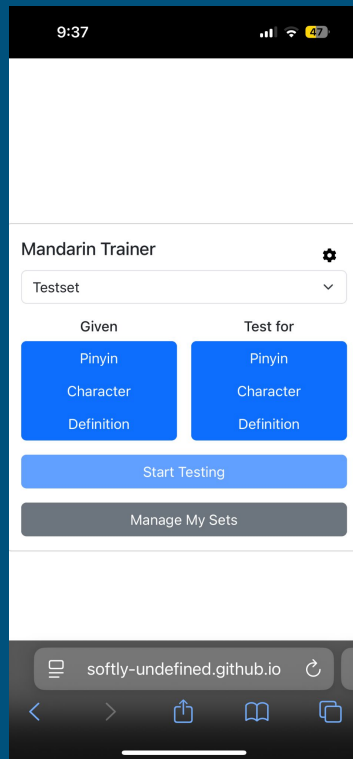 9:37
47
Mandarin Trainer
Testset
Given
Test for
Pinyin
Pinyin
Character
Character
Definition
Definition
Start Testing
Manage My Sets
softly-undefined.github.io